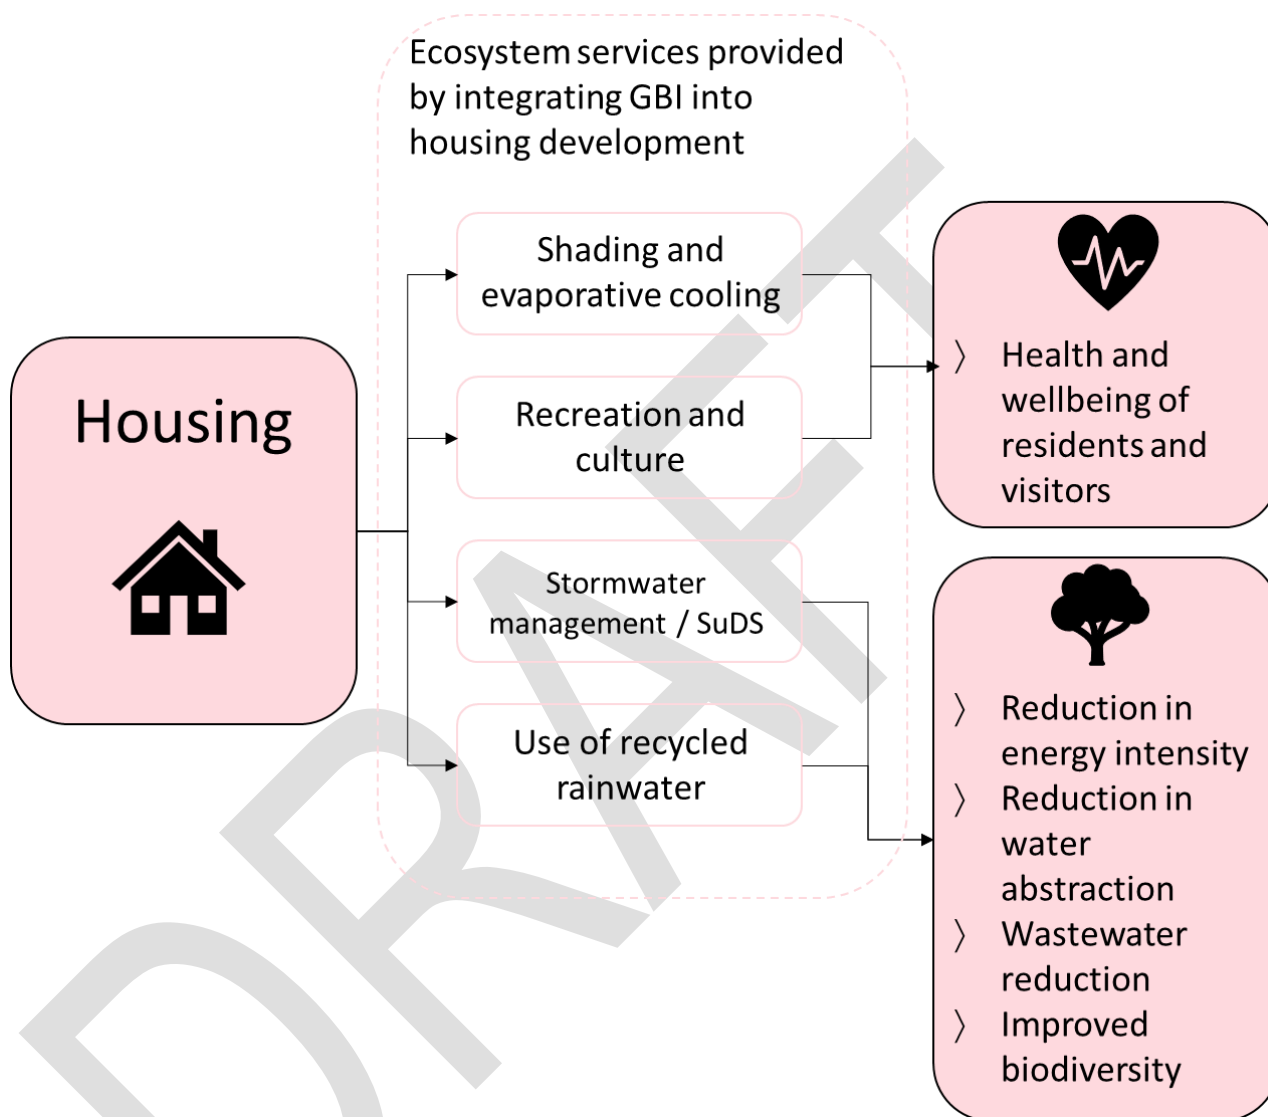 Ecosystem services provided
by integrating GBI into
housing development
Housing
Shading and
evaporative cooling
Recreation and
culture
Stormwater
management / SuDS
Use of recycled
rainwater
〉 Health and
wellbeing of
residents and
visitors
〉 Reduction in
energy intensity
〉 Reduction in
water
abstraction
〉 Wastewater
reduction
〉 Improved
biodiversity
DRAFT